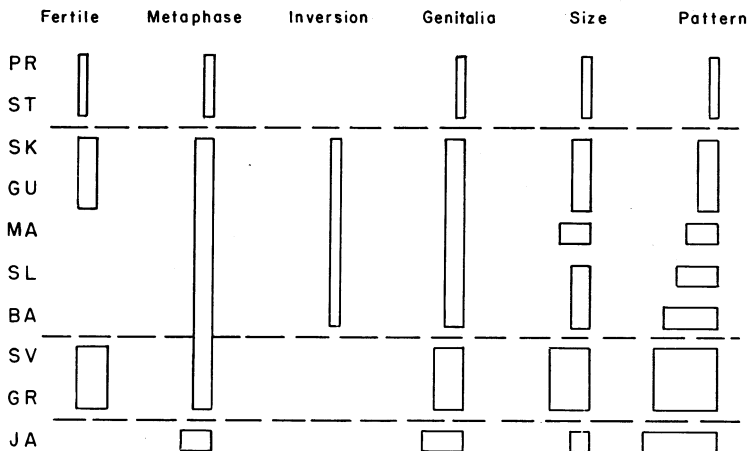 Fertile Metaphase Inversion Genitalia Size Pattern
PR
ST
SK
GU
MA
SL
BA
SV
GR
JA